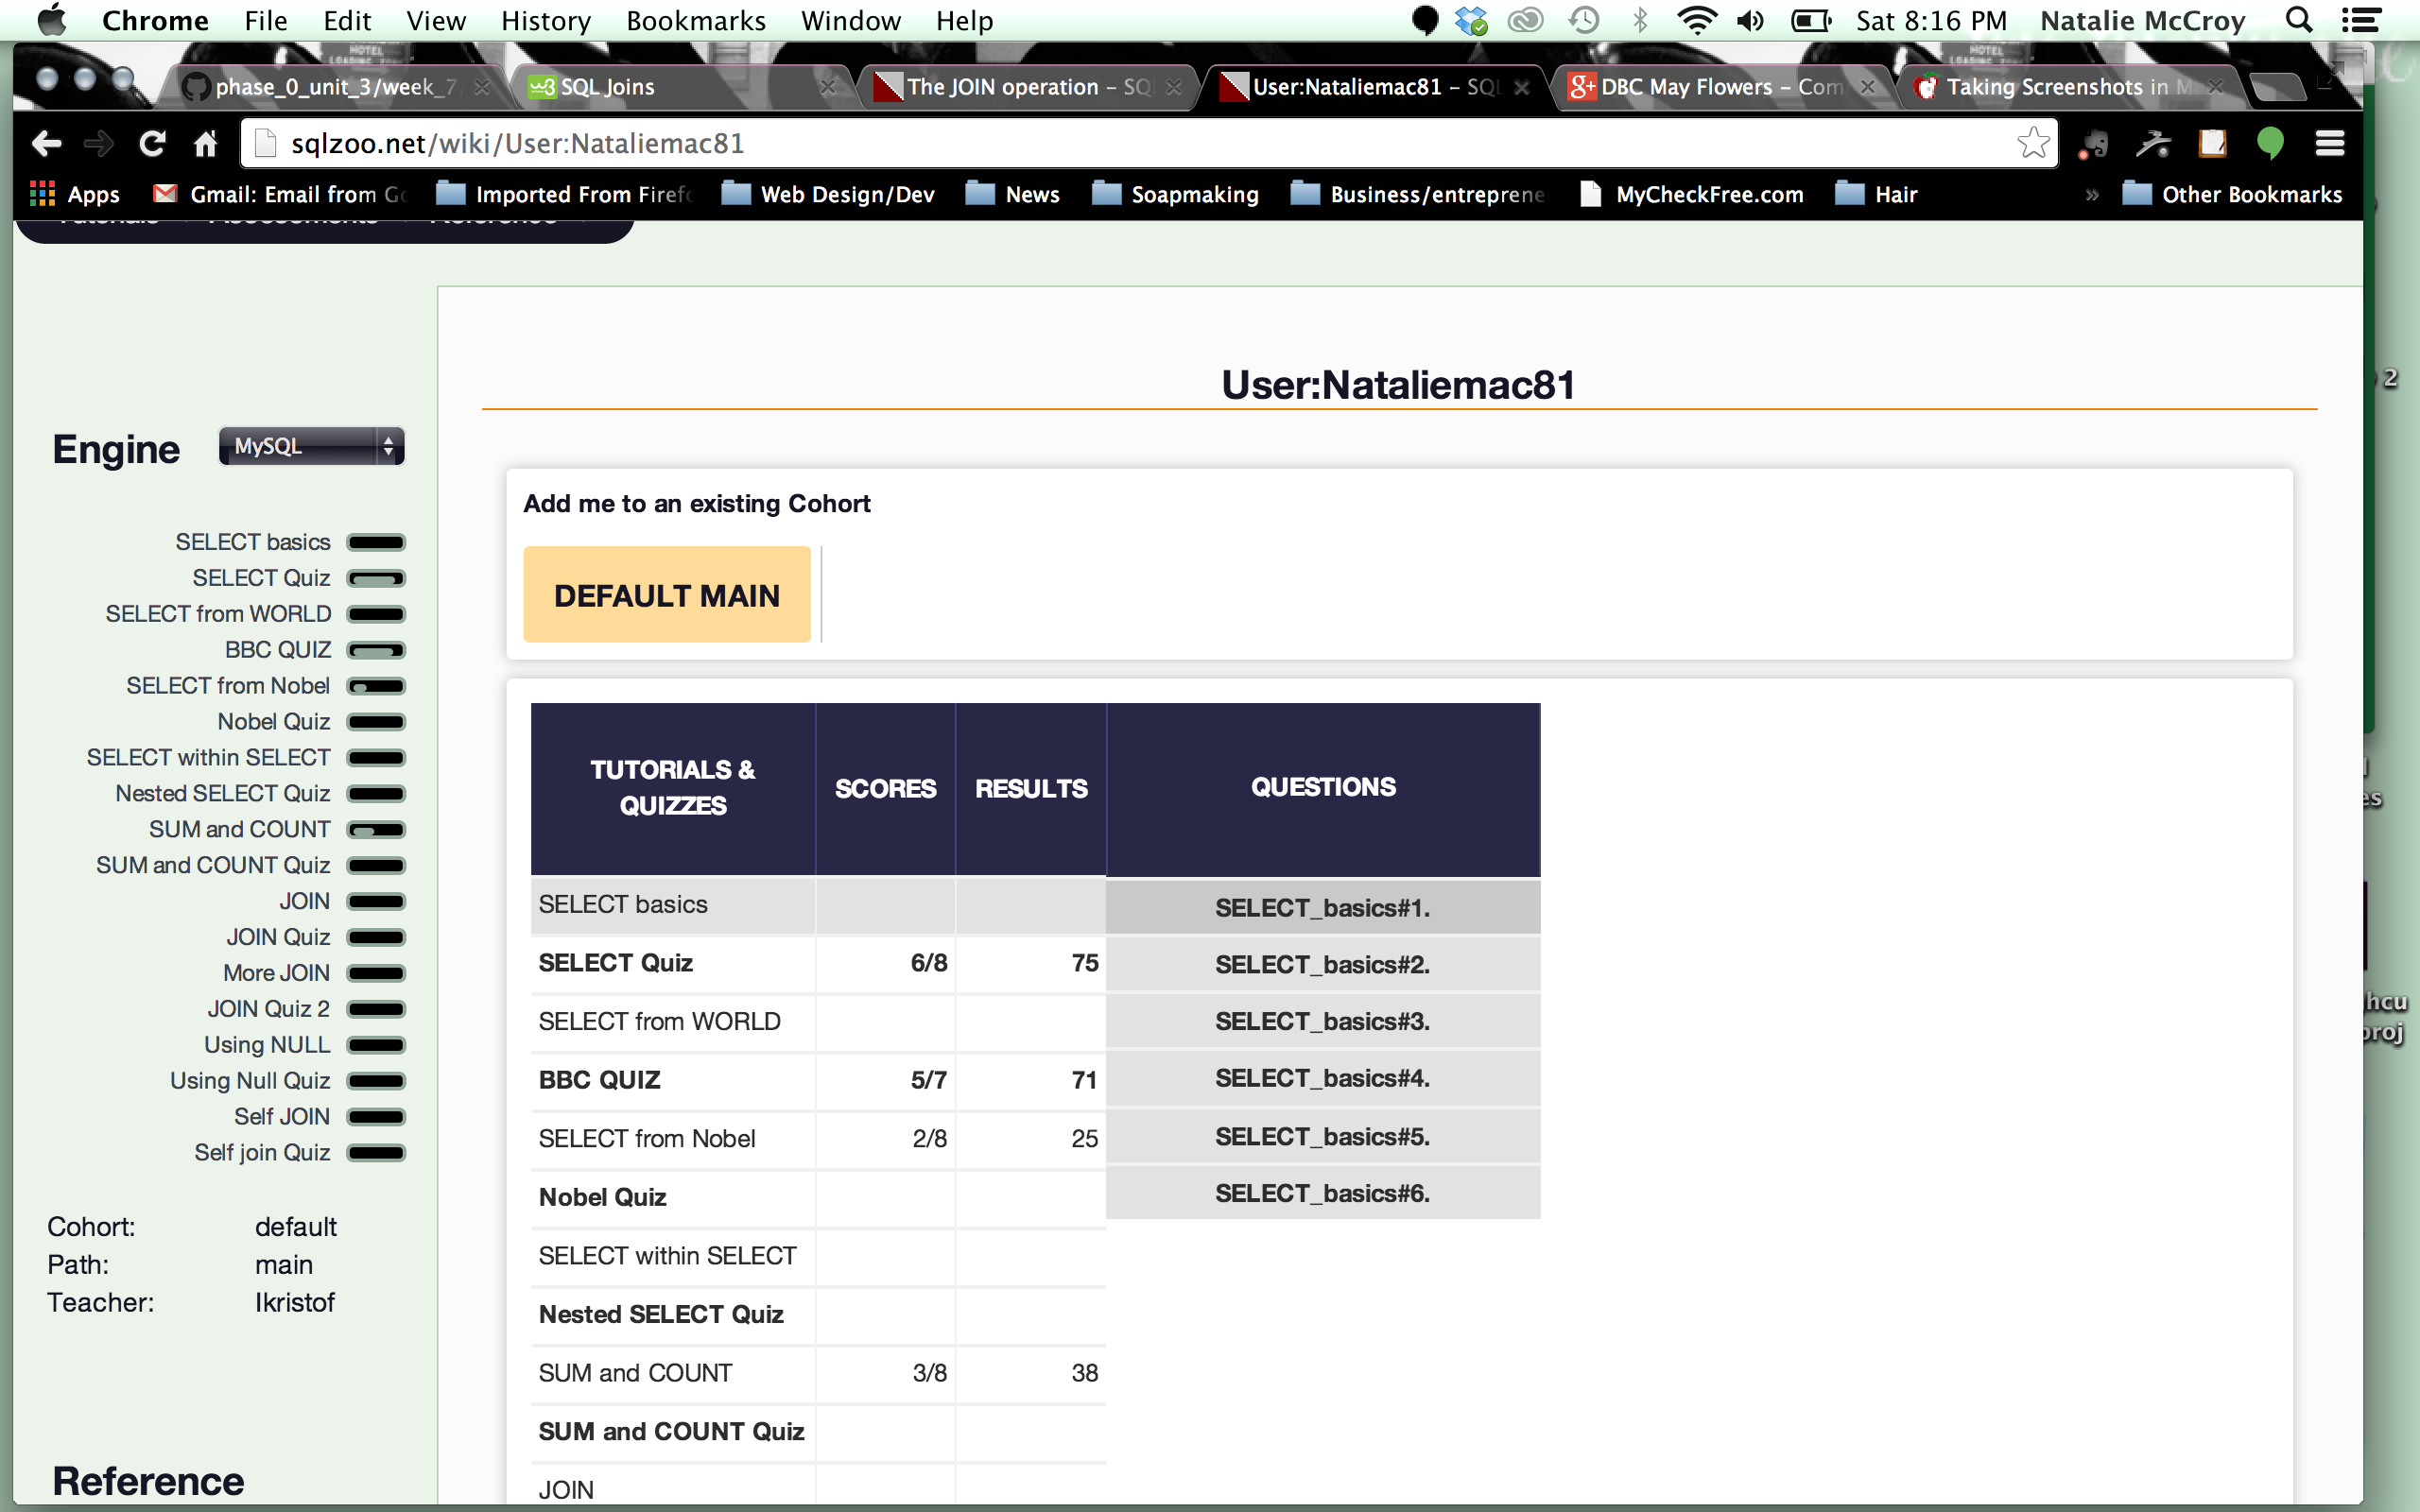 Chrome File Edit View History Bookmarks Window Help Sat 8:16 PM Natalie McCroy
phase_0_unit_3/week_7 SQL Joins The JOIN operation – SQ User:Nataliemac81 – SQL DBC May Flowers – Com Taking Screenshots in M
sqlzoo.net/wiki/User:Nataliemac81
Apps Gmail: Email from Go Imported From Firefo Web Design/Dev News Soapmaking Business/entreprene MyCheckFree.com Hair » Other Bookmarks
User:Nataliemac81
Engine MySQL
SELECT basics
SELECT Quiz
SELECT from WORLD
BBC QUIZ
SELECT from Nobel
Nobel Quiz
SELECT within SELECT
Nested SELECT Quiz
SUM and COUNT
SUM and COUNT Quiz
JOIN
JOIN Quiz
More JOIN
JOIN Quiz 2
Using NULL
Using Null Quiz
Self JOIN
Self join Quiz
Cohort: default
Path: main
Teacher: Ikristof
Reference
Add me to an existing Cohort
DEFAULT MAIN
TUTORIALS & QUIZZES SCORES RESULTS QUESTIONS
SELECT basics SELECT_basics#1.
SELECT Quiz 6/8 75 SELECT_basics#2.
SELECT from WORLD SELECT_basics#3.
BBC QUIZ 5/7 71 SELECT_basics#4.
SELECT from Nobel 2/8 25 SELECT_basics#5.
Nobel Quiz SELECT_basics#6.
SELECT within SELECT
Nested SELECT Quiz
SUM and COUNT 3/8 38
SUM and COUNT Quiz
JOIN
2
es
hcu
proj